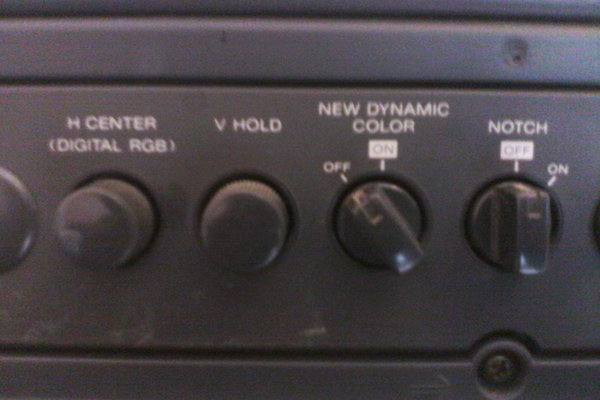 H CENTER
(DIGITAL RGB)
V HOLD
NEW DYNAMIC
COLOR
OFF
ON
NOTCH
OFF
ON